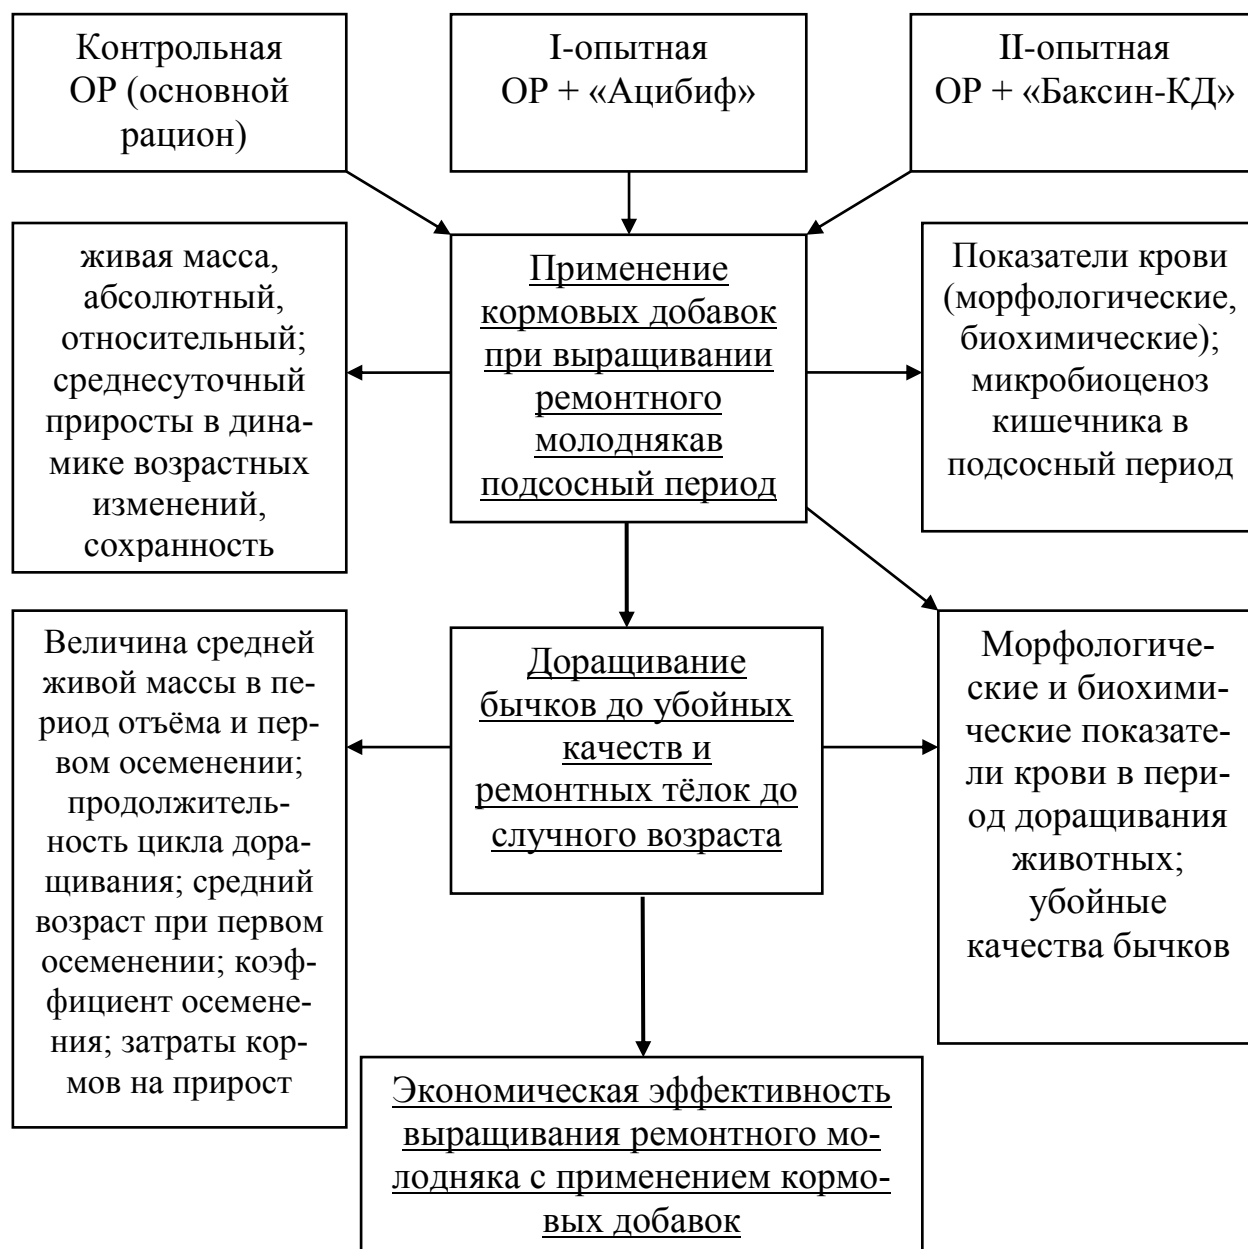 Контрольная
ОР (основной
рацион)
I-опытная
ОР + «Ацибиф»
II-опытная
ОР + «Баксин-КД»
живая масса,
абсолютный,
относительный;
среднесуточный
приросты в дина-
мике возрастных
изменений,
сохранность
Применение
кормовых добавок
при выращивании
ремонтного
молоднякав
подсосный период
Показатели крови
(морфологические,
биохимические);
микробиоценоз
кишечника в
подсосный период
Величина средней
живой массы в пе-
риод отъёма и пер-
вом осеменении;
продолжитель-
ность цикла дора-
щивания; средний
возраст при первом
осеменении; коэф-
фициент осемене-
ния; затраты кор-
мов на прирост
Доращивание
бычков до убойных
качеств и
ремонтных тёлок до
случного возраста
Морфологиче-
ские и биохими-
ческие показате-
ли крови в пери-
од доращивания
животных;
убойные
качества бычков
Экономическая эффективность
выращивания ремонтного мо-
лодняка с применением кормо-
вых добавок